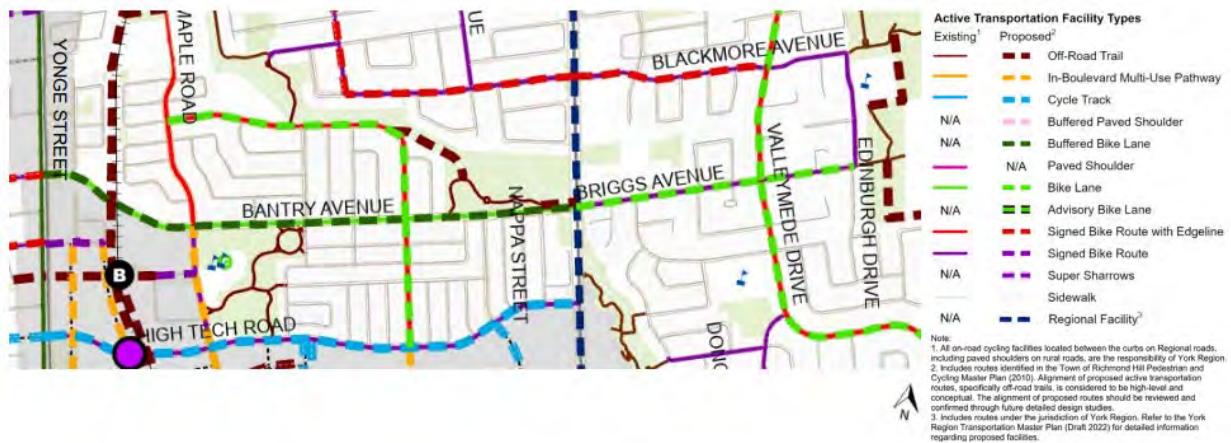 YONGE STREET
MAPLE ROAD
UE
BLACKMORE AVENUE
BANTRY AVENUE
NAPPA STREET
BRIGGS AVENUE
VALLEYMEDE DRIVE
EDINBURGH DRIVE
B
HIGH TECH ROAD
DONC
Active Transportation Facility Types
Existing1 Proposed2
Off-Road Trail
In-Boulevard Multi-Use Pathway
Cycle Track
N/A Buffered Paved Shoulder
N/A Buffered Bike Lane
N/A Paved Shoulder
Bike Lane
N/A Advisory Bike Lane
Signed Bike Route with Edgeline
Signed Bike Route
N/A Super Sharrows
Sidewalk
N/A Regional Facility3
Note:
1. All on-road cycling facilities located between the curbs on Regional roads,
including paved shoulders on rural roads, are the responsibility of York Region.
2. Includes routes identified in the Town of Richmond Hill Pedestrian and
Cycling Master Plan (2010). Alignment of proposed active transportation
routes, specifically off-road trails, is considered to be high-level and
conceptual. The alignment of proposed routes should be reviewed and
confirmed through future detailed design studies.
3. Includes routes under the jurisdiction of York Region. Refer to the York
Region Transportation Master Plan (Draft 2022) for detailed information
regarding proposed facilities.
N